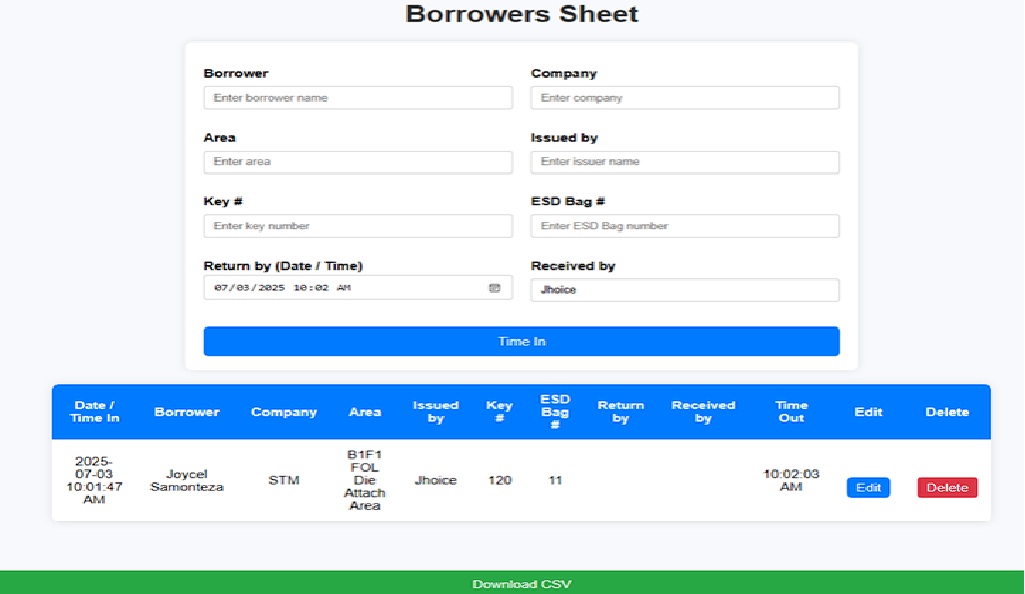 Borrowers Sheet
Borrower
Company
Enter borrower name
Enter company
Area
Issued by
Enter area
Enter issuer name
Key #
ESD Bag #
Enter key number
Enter ESD Bag number
Return by (Date / Time)
Received by
07/03/2025 10:02 AM
Jhoice
Time In
Date / Time In
Borrower
Company
Area
Issued by
Key #
ESD Bag #
Return by
Received by
Time Out
Edit
Delete
2025-07-03 10:01:47 AM
Joycel Samonteza
STM
B1F1 FOL Die Attach Area
Jhoice
120
11
10:02:03 AM
Edit
Delete
Download CSV